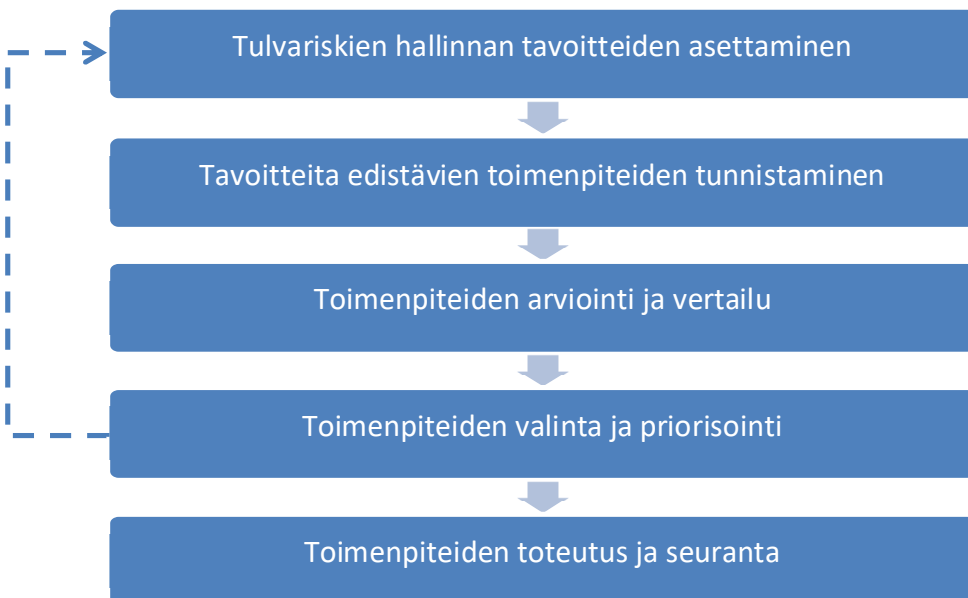 Tulvariskien hallinnan tavoitteiden asettaminen
Tavoitteita edistävien toimenpiteiden tunnistaminen
Toimenpiteiden arviointi ja vertailu
Toimenpiteiden valinta ja priorisointi
Toimenpiteiden toteutus ja seuranta